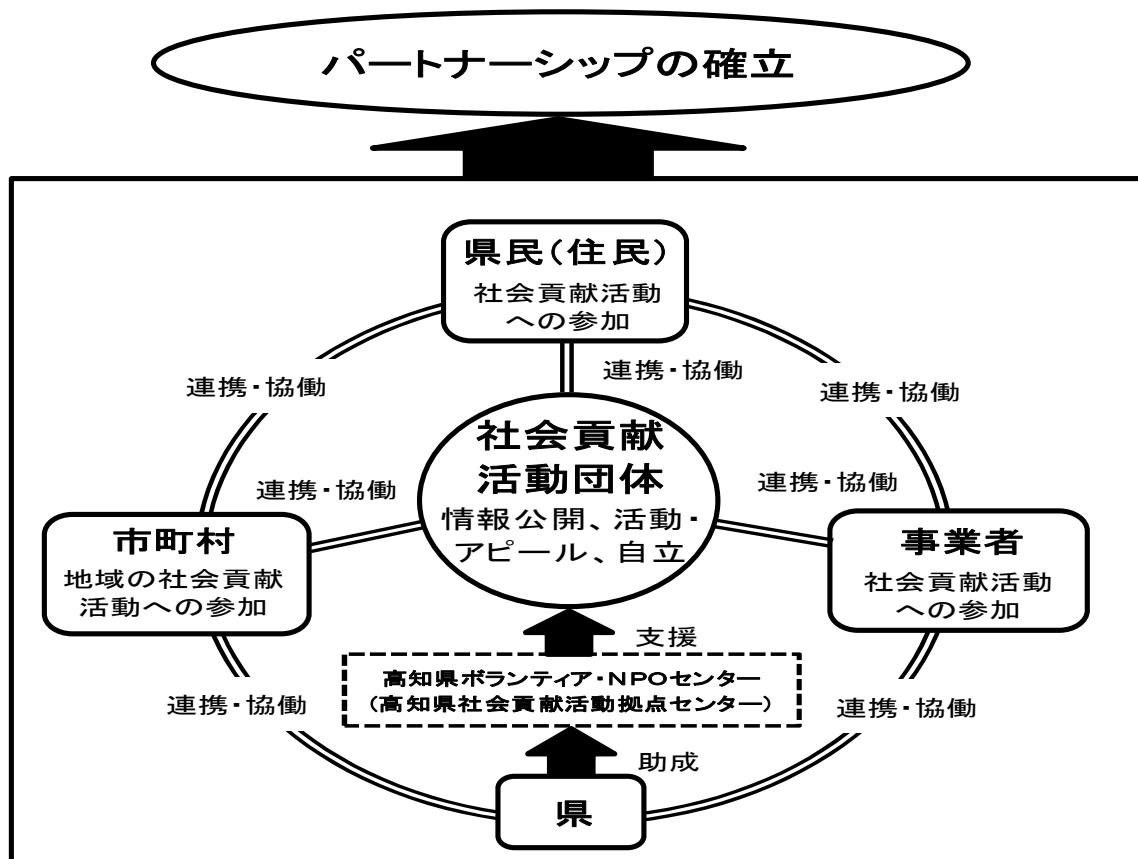 パートナーシップの確立
県民(住民)
社会貢献活動
への参加
連携・協働
連携・協働
連携・協働
社会貢献
活動団体
情報公開、活動・
アピール、自立
連携・協働
連携・協働
市町村
地域の社会貢献
活動への参加
事業者
社会貢献活動
への参加
支援
高知県ボランティア・NPOセンター
(高知県社会貢献活動拠点センター)
連携・協働
連携・協働
助成
県